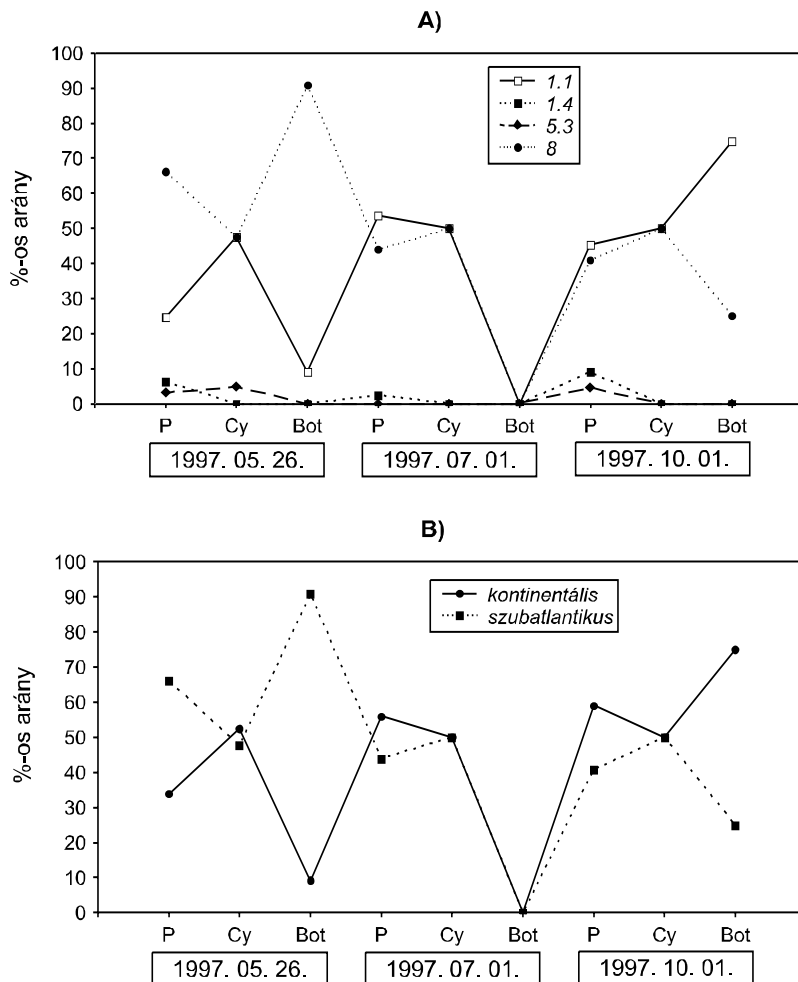 A)
%-os arány
100
90
80
70
60
50
40
30
20
10
0
1.1
1.4
5.3
8
P Cy Bot P Cy Bot P Cy Bot
1997. 05. 26. 1997. 07. 01. 1997. 10. 01.
B)
%-os arány
100
90
80
70
60
50
40
30
20
10
0
kontinentális
szubatlantikus
P Cy Bot P Cy Bot P Cy Bot
1997. 05. 26. 1997. 07. 01. 1997. 10. 01.